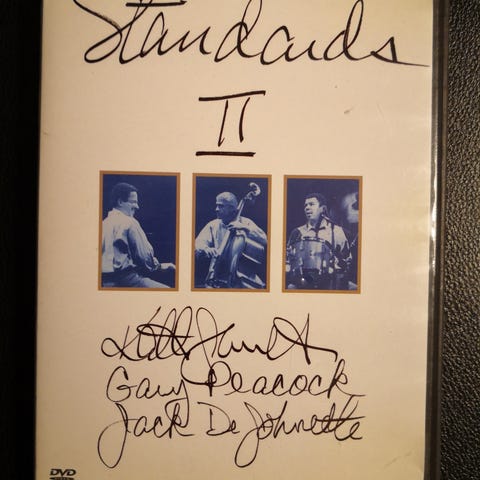 Standards
II
Keith Jarrett
Gary Peacock
Jack DeJohnette
DVD